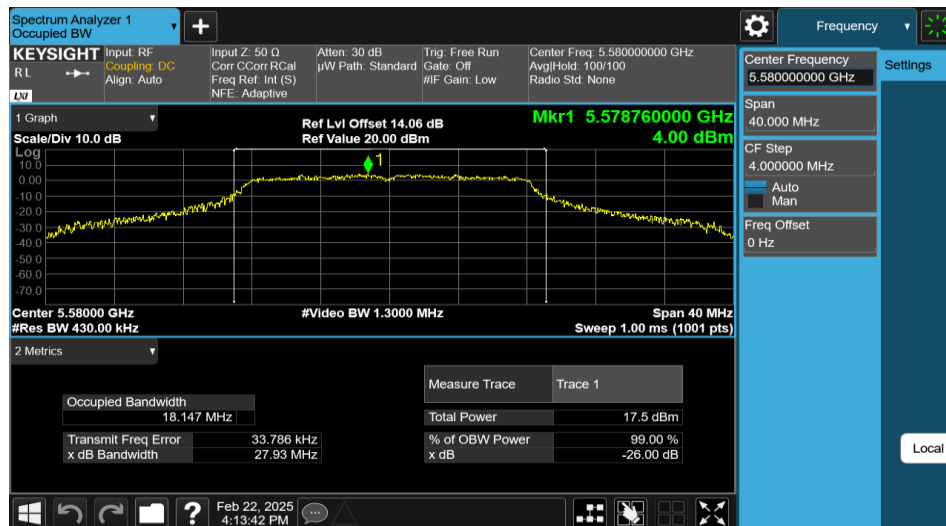 Spectrum Analyzer 1
Occupied BW
+
Frequency
KEYSIGHT
R L
LXI
Input: RF
Coupling: DC
Align: Auto
Input Z: 50 Ω
Corr CCorr RCal
Freq Ref: Int (S)
NFE: Adaptive
Atten: 30 dB
µW Path: Standard
Trig: Free Run
Gate: Off
#IF Gain: Low
Center Freq: 5.580000000 GHz
Avg|Hold: 100/100
Radio Std: None
1 Graph
Scale/Div 10.0 dB
Ref Lvl Offset 14.06 dB
Ref Value 20.00 dBm
Mkr1 5.578760000 GHz
4.00 dBm
Log
10.0
0.00
-10.0
-20.0
-30.0
-40.0
-50.0
-60.0
-70.0
1
Center 5.58000 GHz
#Res BW 430.00 kHz
#Video BW 1.3000 MHz
Span 40 MHz
Sweep 1.00 ms (1001 pts)
2 Metrics
Measure Trace Trace 1
Occupied Bandwidth
18.147 MHz
Total Power 17.5 dBm
Transmit Freq Error 33.786 kHz
% of OBW Power 99.00 %
x dB Bandwidth 27.93 MHz
x dB -26.00 dB
Center Frequency
5.580000000 GHz
Settings
Span
40.000 MHz
CF Step
4.000000 MHz
Auto
Man
Freq Offset
0 Hz
Local
?
Feb 22, 2025
4:13:42 PM